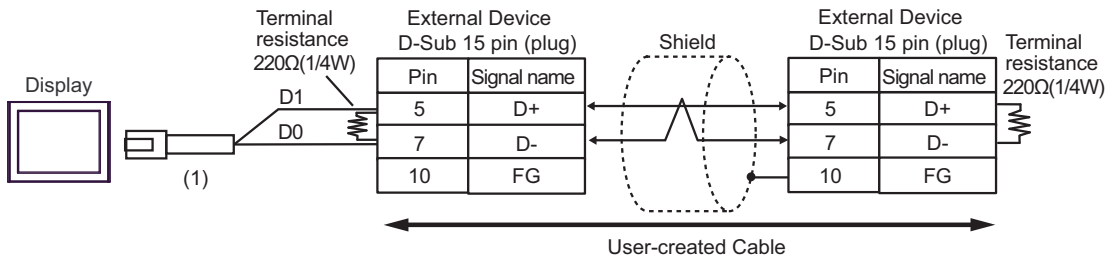 Display
(1)
D1
D0
Terminal
resistance
220Ω(1/4W)
External Device
D-Sub 15 pin (plug)
Pin Signal name
5 D+
7 D-
10 FG
Shield
External Device
D-Sub 15 pin (plug)
Pin Signal name
5 D+
7 D-
10 FG
Terminal
resistance
220Ω(1/4W)
User-created Cable